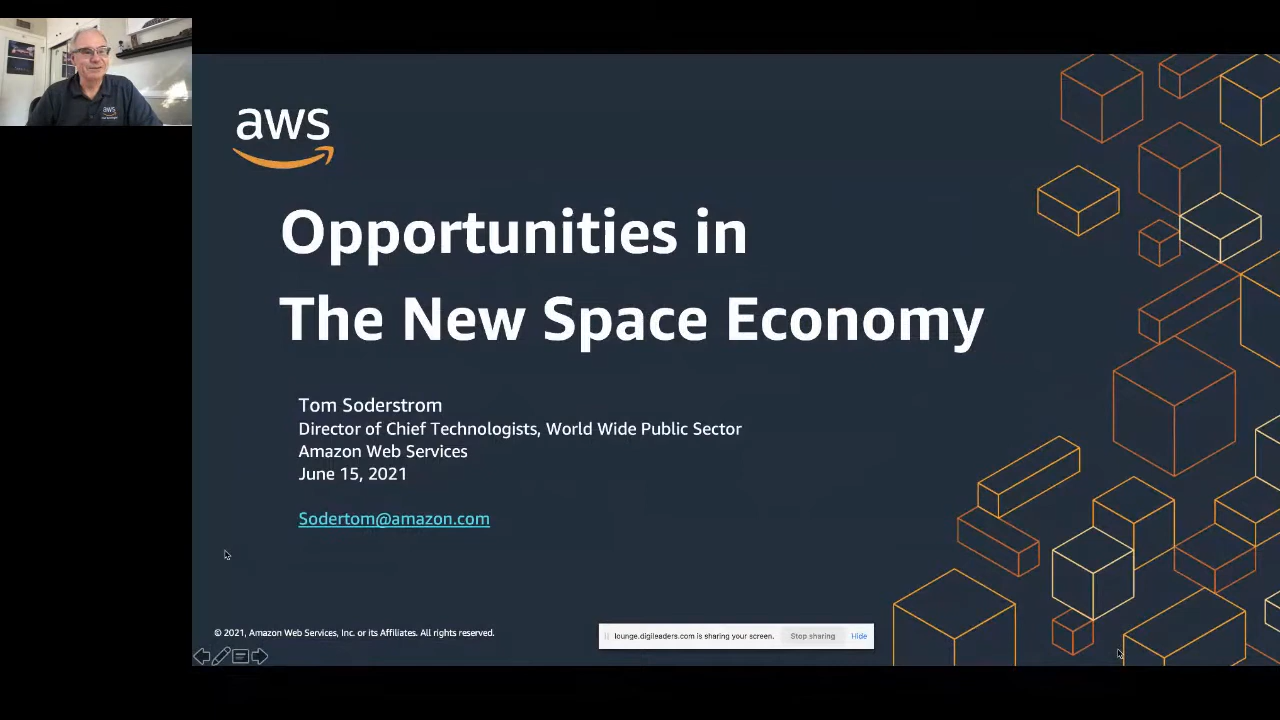 aws
aws
Opportunities in
The New Space Economy
Tom Soderstrom
Director of Chief Technologists, World Wide Public Sector
Amazon Web Services
June 15, 2021
Sodertom@amazon.com
© 2021, Amazon Web Services, Inc. or its Affiliates. All rights reserved.
lounge.digileaders.com is sharing your screen. Stop sharing Hide